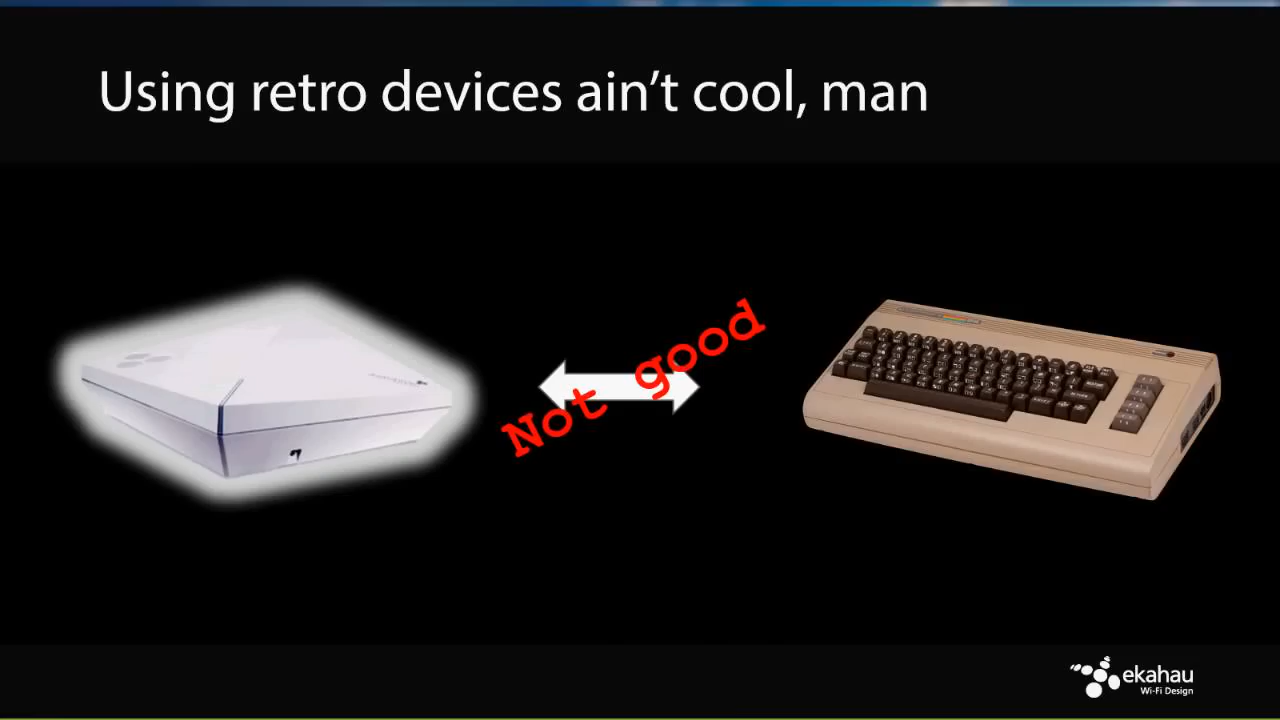 Using retro devices ain't cool, man
Not good
ekahau
Wi-Fi Design